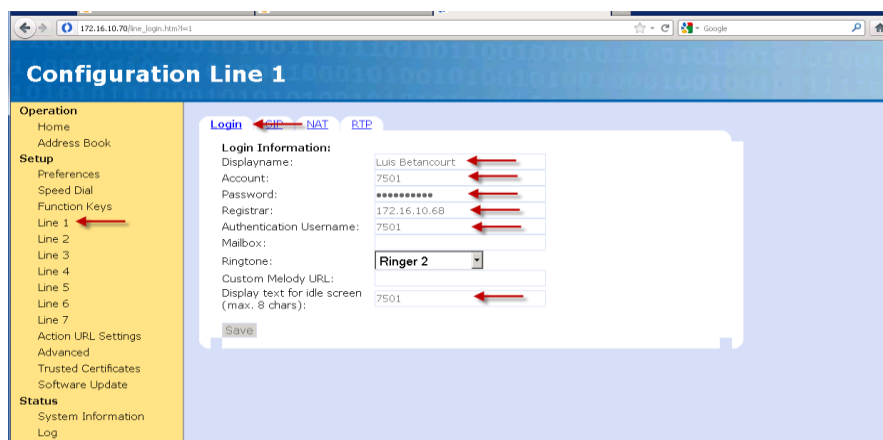 172.16.10.70/line_login.htm?l=1
Google
Configuration Line 1
Operation
Home
Address Book
Setup
Preferences
Speed Dial
Function Keys
Line 1
Line 2
Line 3
Line 4
Line 5
Line 6
Line 7
Action URL Settings
Advanced
Trusted Certificates
Software Update
Status
System Information
Log
Login SIP NAT RTP
Login Information:
Displayname: Luis Betancourt
Account: 7501
Password: ●●●●●●●●●●
Registrar: 172.16.10.68
Authentication Username: 7501
Mailbox:
Ringtone: Ringer 2
Custom Melody URL:
Display text for idle screen
(max. 8 chars): 7501
Save